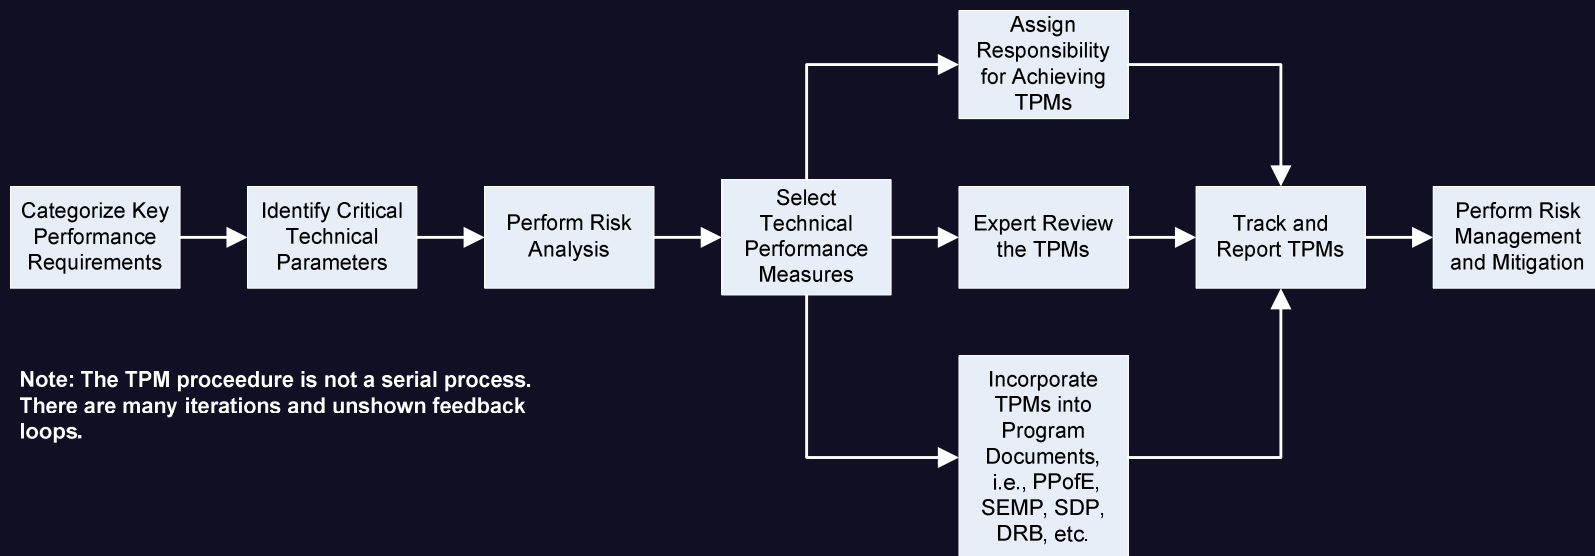 Assign
Responsibility
for Achieving
TPMs
Categorize Key
Performance
Requirements
Identify Critical
Technical
Parameters
Perform Risk
Analysis
Select
Technical
Performance
Measures
Expert Review
the TPMs
Track and
Report TPMs
Perform Risk
Management
and Mitigation
Note: The TPM proceedure is not a serial process.
There are many iterations and unshown feedback
loops.
Incorporate
TPMs into
Program
Documents,
i.e., PPofE,
SEMP, SDP,
DRB, etc.